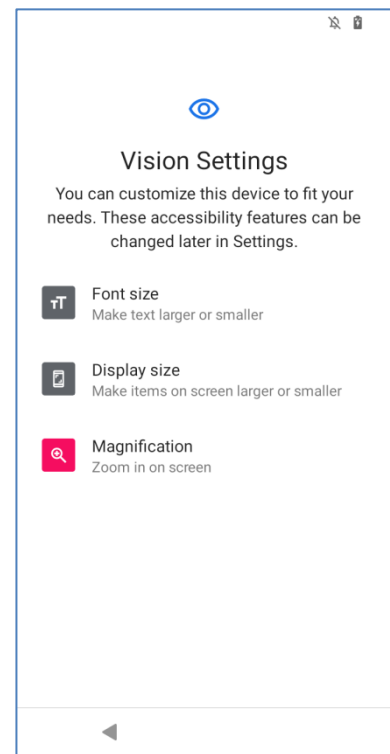 Vision Settings
You can customize this device to fit your
needs. These accessibility features can be
changed later in Settings.
Font size
Make text larger or smaller
Display size
Make items on screen larger or smaller
Magnification
Zoom in on screen